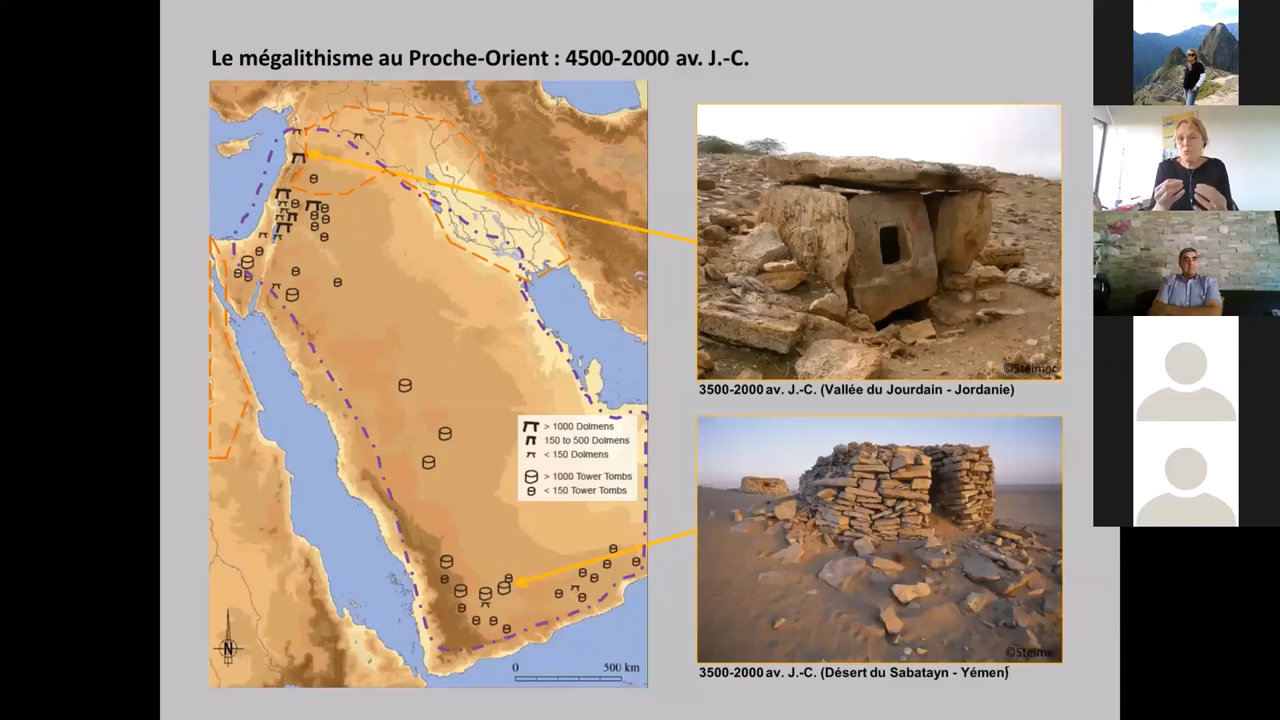 Le mégalithisme au Proche-Orient : 4500-2000 av. J.-C.
©Steimer
3500-2000 av. J.-C. (Vallée du Jourdain - Jordanie)
> 1000 Dolmens
150 to 500 Dolmens
< 150 Dolmens
> 1000 Tower Tombs
< 150 Tower Tombs
N
0 500 km
©Steime
3500-2000 av. J.-C. (Désert du Sabatayn - Yémen)